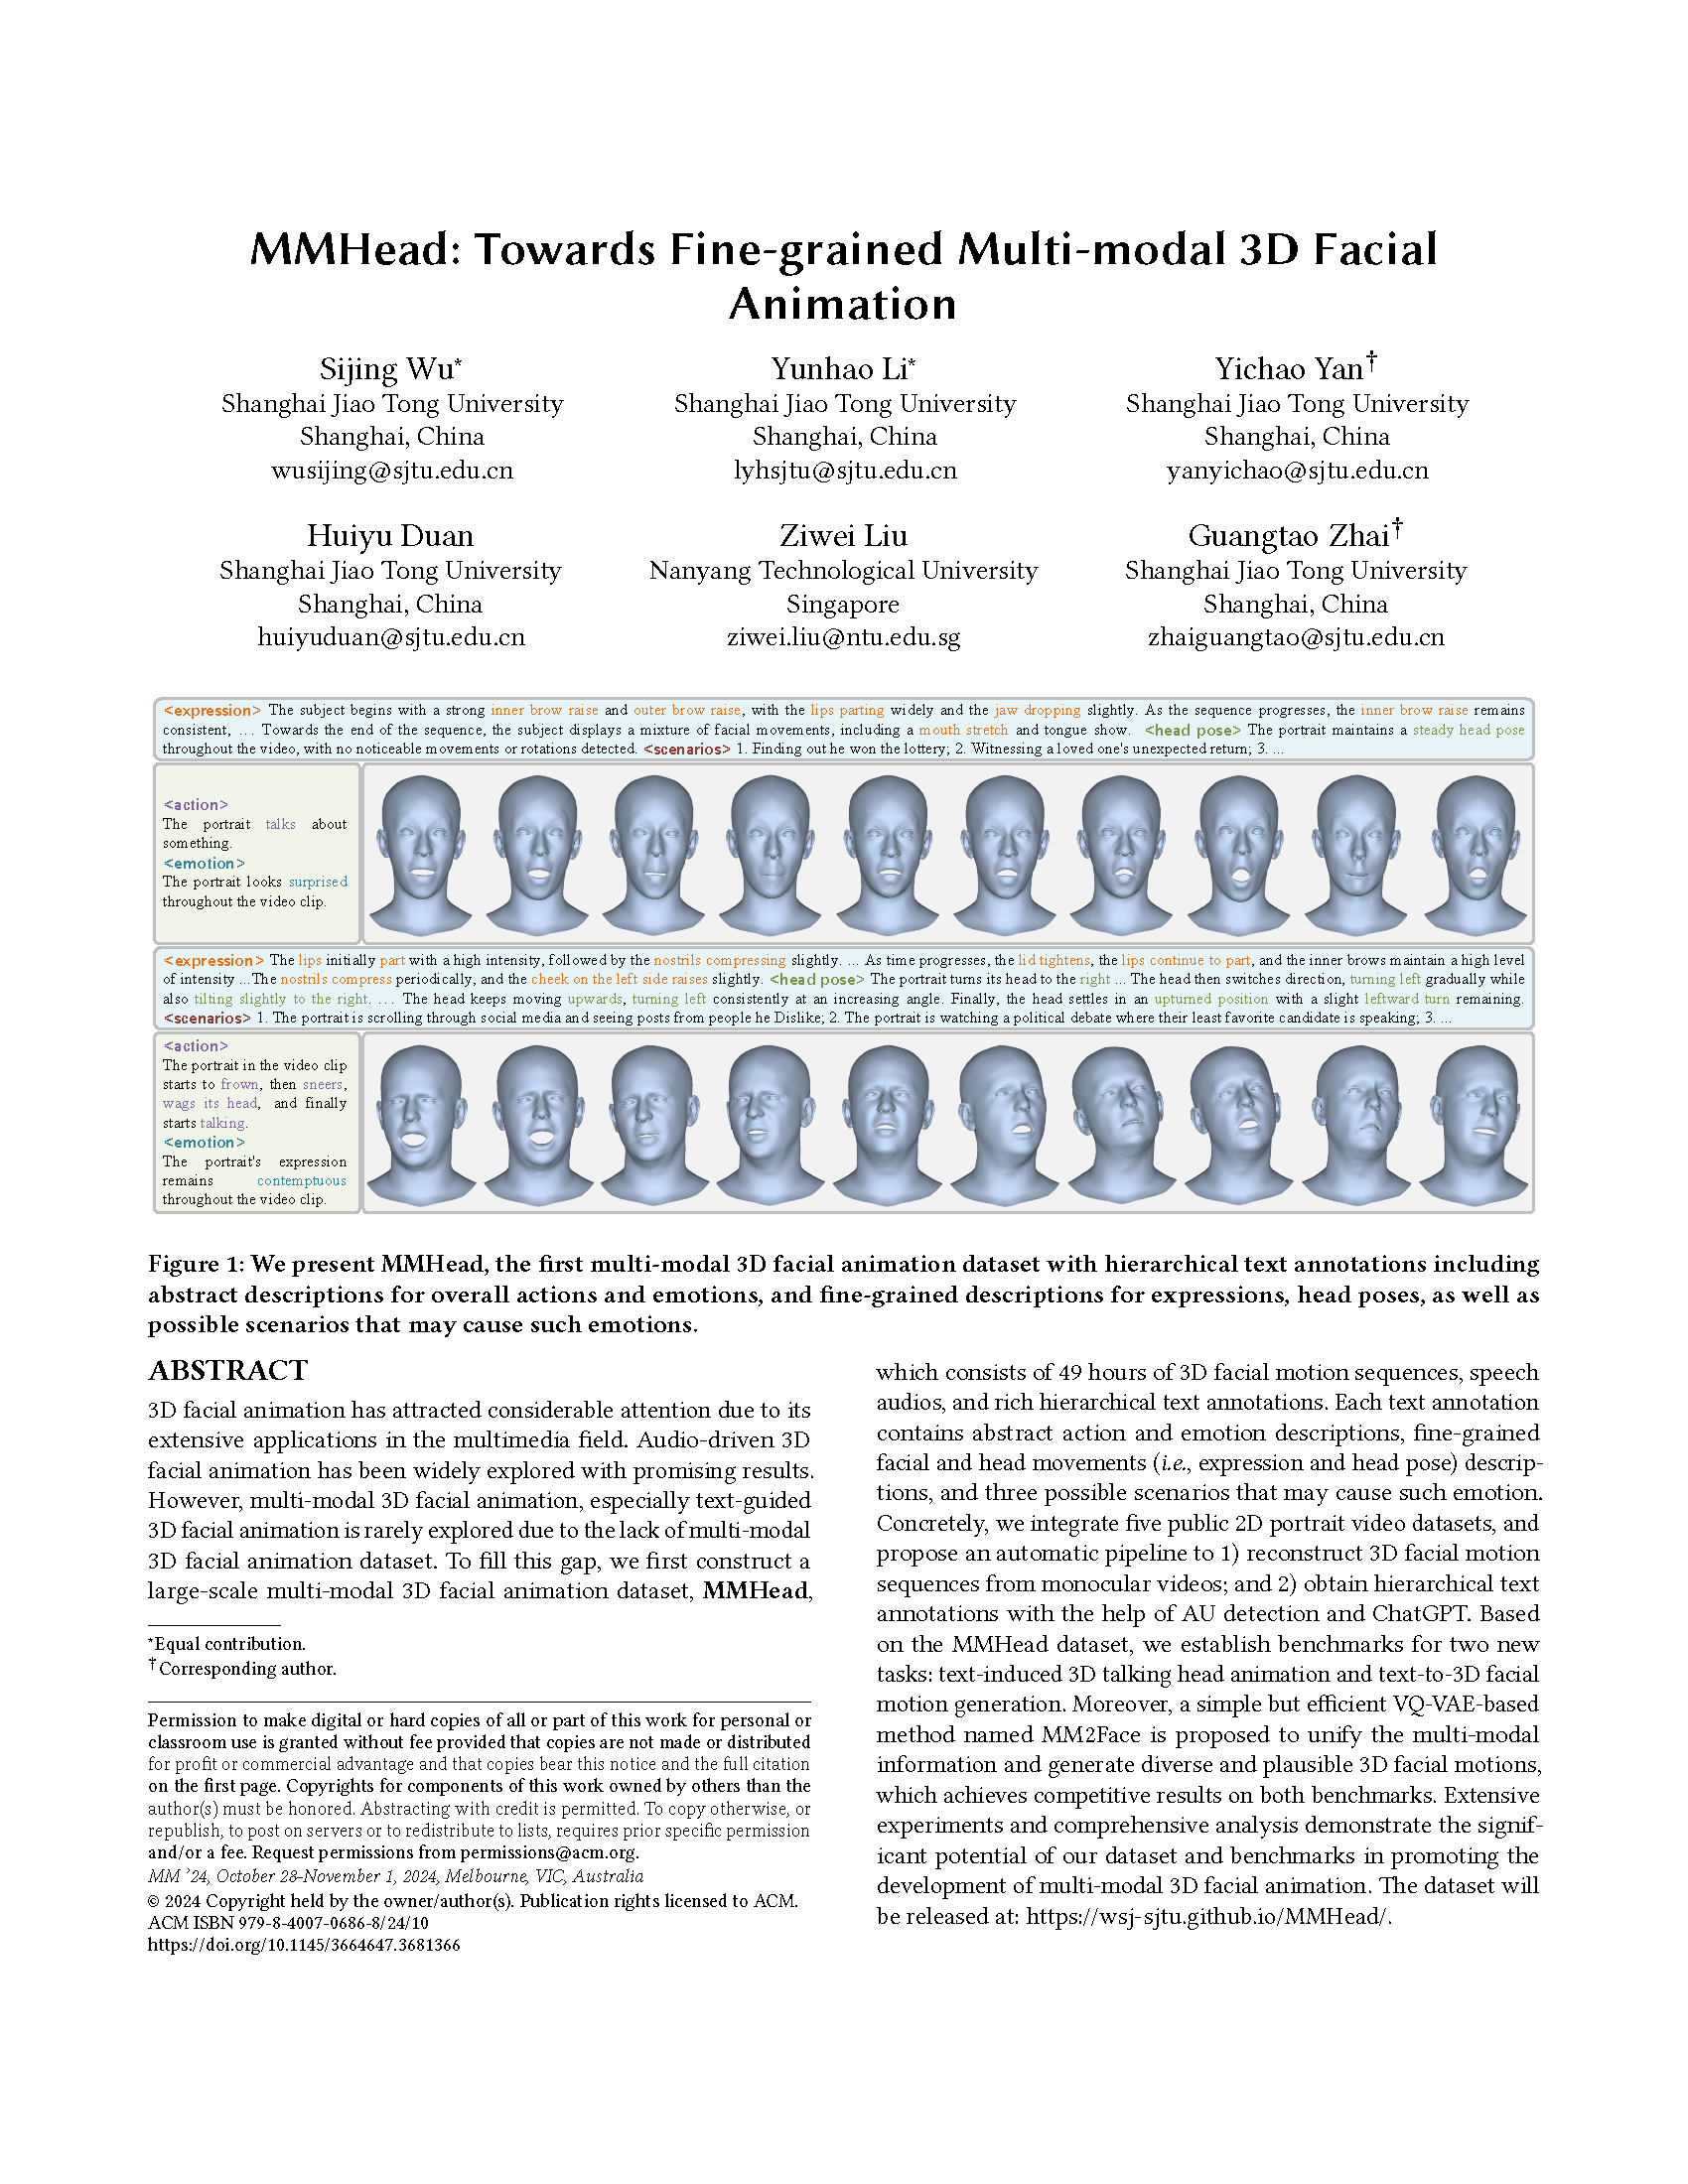 MMHead: Towards Fine-grained Multi-modal 3D Facial
Animation
Sijing Wu*
Shanghai Jiao Tong University
Shanghai, China
wusijing@sjtu.edu.cn
Yunhao Li*
Shanghai Jiao Tong University
Shanghai, China
lyhsjtu@sjtu.edu.cn
Yichao Yan†
Shanghai Jiao Tong University
Shanghai, China
yanyichao@sjtu.edu.cn
Huiyu Duan
Shanghai Jiao Tong University
Shanghai, China
huiyuduan@sjtu.edu.cn
Ziwei Liu
Nanyang Technological University
Singapore
ziwei.liu@ntu.edu.sg
Guangtao Zhai†
Shanghai Jiao Tong University
Shanghai, China
zhaiguangtao@sjtu.edu.cn
<expression> The subject begins with a strong inner brow raise and outer brow raise, with the lips parting widely and the jaw dropping slightly. As the sequence progresses, the inner brow raise remains
consistent, ... Towards the end of the sequence, the subject displays a mixture of facial movements, including a mouth stretch and tongue show. <head pose> The portrait maintains a steady head pose
throughout the video, with no noticeable movements or rotations detected. <scenarios> 1. Finding out he won the lottery; 2. Witnessing a loved one's unexpected return; 3. ...
<action>
The portrait talks about
something.
<emotion>
The portrait looks surprised
throughout the video clip.
<expression> The lips initially part with a high intensity, followed by the nostrils compressing slightly. ... As time progresses, the lid tightens, the lips continue to part, and the inner brows maintain a high level
of intensity ...The nostrils compress periodically, and the cheek on the left side raises slightly. <head pose> The portrait turns its head to the right ... The head then switches direction, turning left gradually while
also tilting slightly to the right. ... The head keeps moving upwards, turning left consistently at an increasing angle. Finally, the head settles in an upturned position with a slight leftward turn remaining.
<scenarios> 1. The portrait is scrolling through social media and seeing posts from people he Dislike; 2. The portrait is watching a political debate where their least favorite candidate is speaking; 3. ...
<action>
The portrait in the video clip
starts to frown, then sneers,
wags its head, and finally
starts talking.
<emotion>
The portrait's expression
remains contemptuous
throughout the video clip.
Figure 1: We present MMHead, the first multi-modal 3D facial animation dataset with hierarchical text annotations including
abstract descriptions for overall actions and emotions, and fine-grained descriptions for expressions, head poses, as well as
possible scenarios that may cause such emotions.
ABSTRACT
3D facial animation has attracted considerable attention due to its
extensive applications in the multimedia field. Audio-driven 3D
facial animation has been widely explored with promising results.
However, multi-modal 3D facial animation, especially text-guided
3D facial animation is rarely explored due to the lack of multi-modal
3D facial animation dataset. To fill this gap, we first construct a
large-scale multi-modal 3D facial animation dataset, MMHead,
*Equal contribution.
†Corresponding author.
Permission to make digital or hard copies of all or part of this work for personal or
classroom use is granted without fee provided that copies are not made or distributed
for profit or commercial advantage and that copies bear this notice and the full citation
on the first page. Copyrights for components of this work owned by others than the
author(s) must be honored. Abstracting with credit is permitted. To copy otherwise, or
republish, to post on servers or to redistribute to lists, requires prior specific permission
and/or a fee. Request permissions from permissions@acm.org.
MM '24, October 28-November 1, 2024, Melbourne, VIC, Australia
© 2024 Copyright held by the owner/author(s). Publication rights licensed to ACM.
ACM ISBN 979-8-4007-0686-8/24/10
https://doi.org/10.1145/3664647.3681366
which consists of 49 hours of 3D facial motion sequences, speech
audios, and rich hierarchical text annotations. Each text annotation
contains abstract action and emotion descriptions, fine-grained
facial and head movements (i.e., expression and head pose) descrip-
tions, and three possible scenarios that may cause such emotion.
Concretely, we integrate five public 2D portrait video datasets, and
propose an automatic pipeline to 1) reconstruct 3D facial motion
sequences from monocular videos; and 2) obtain hierarchical text
annotations with the help of AU detection and ChatGPT. Based
on the MMHead dataset, we establish benchmarks for two new
tasks: text-induced 3D talking head animation and text-to-3D facial
motion generation. Moreover, a simple but efficient VQ-VAE-based
method named MM2Face is proposed to unify the multi-modal
information and generate diverse and plausible 3D facial motions,
which achieves competitive results on both benchmarks. Extensive
experiments and comprehensive analysis demonstrate the signif-
icant potential of our dataset and benchmarks in promoting the
development of multi-modal 3D facial animation. The dataset will
be released at: https://wsj-sjtu.github.io/MMHead/.